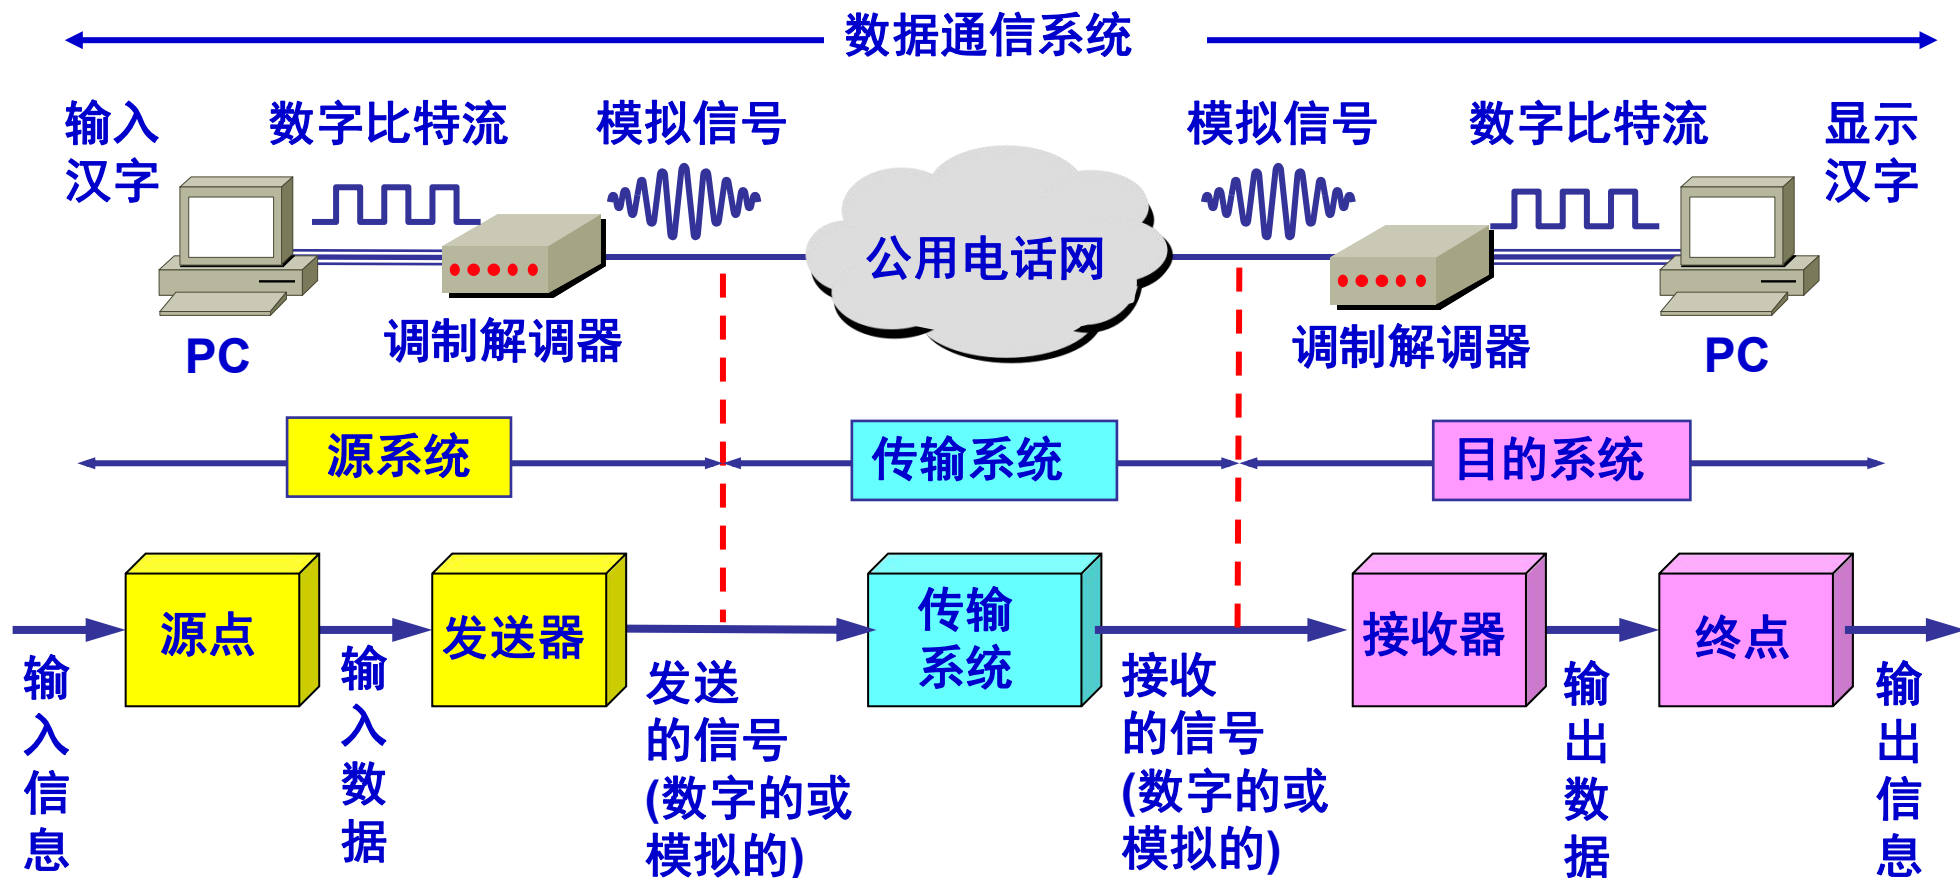 数据通信系统
输入
汉字
数字比特流
模拟信号
模拟信号
数字比特流
显示
汉字
公用电话网
PC
调制解调器
调制解调器
PC
源系统
传输系统
目的系统
源点
发送器
传输
系统
接收器
终点
输
入
信
息
输
入
数
据
发送
的信号
(数字的或
模拟的)
接收
的信号
(数字的或
模拟的)
输
出
数
据
输
出
信
息